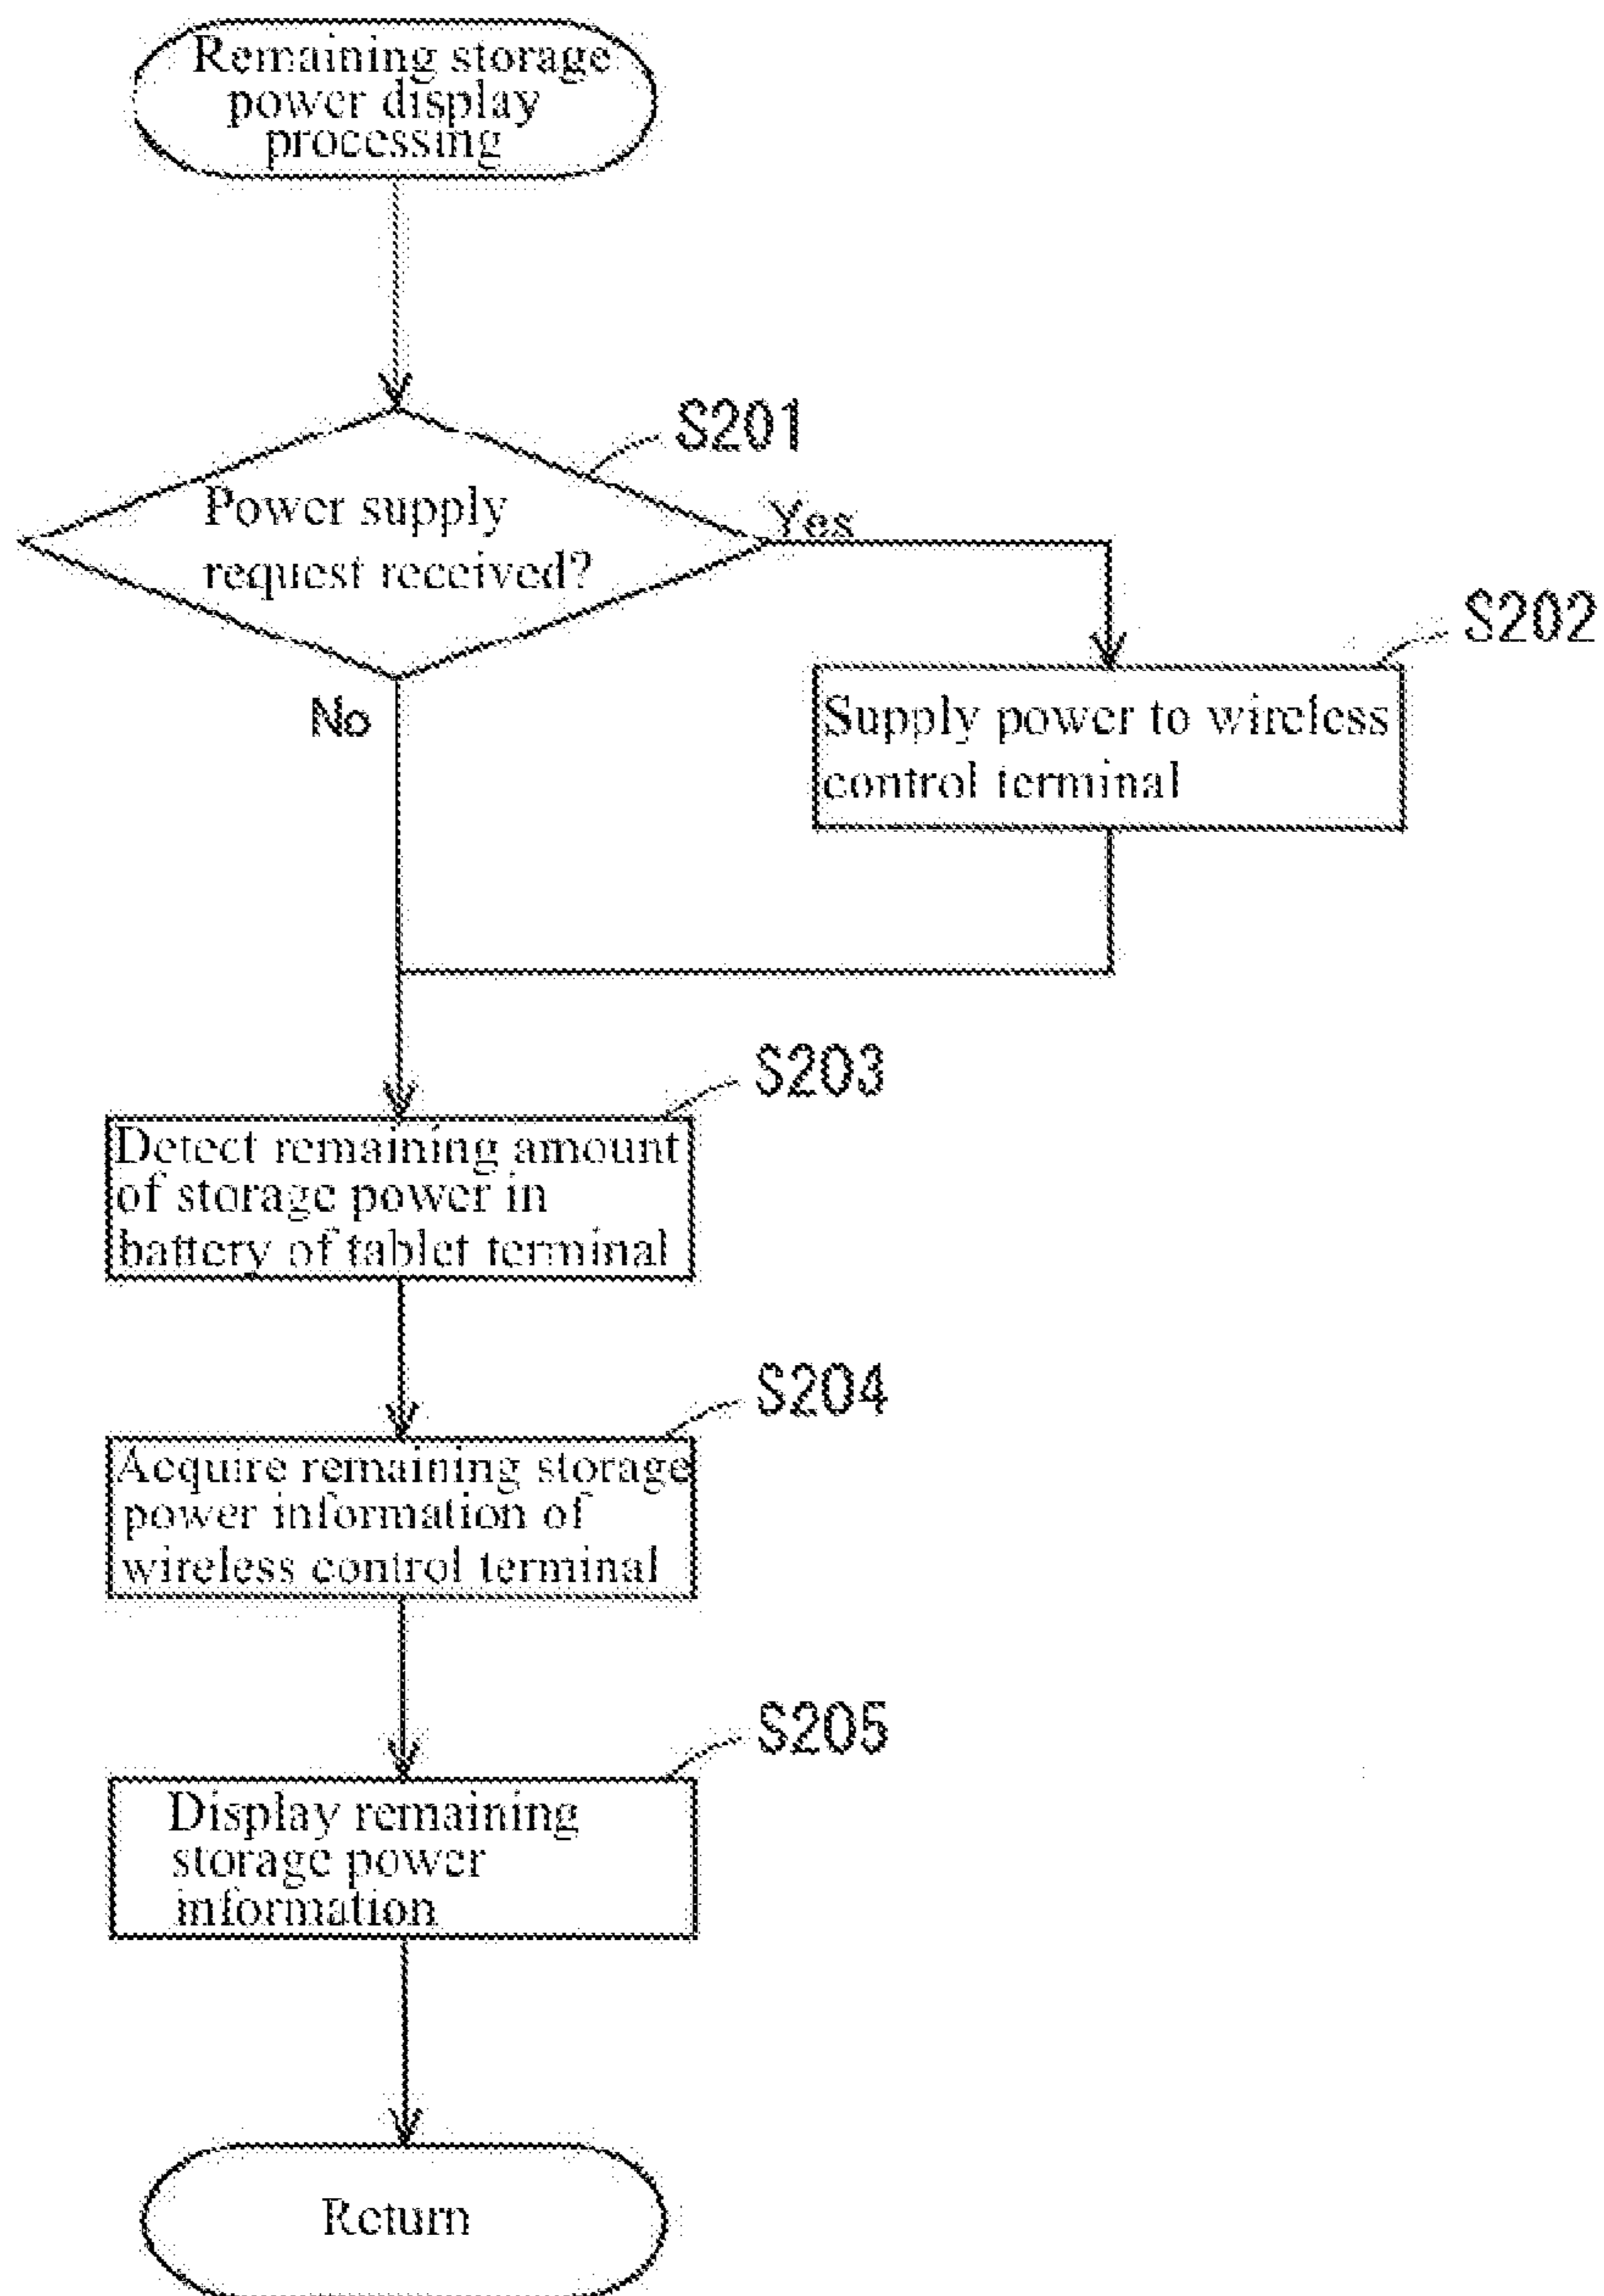 Remaining storage
power display
processing
S201
Power supply
request received?
Yes
No
S202
Supply power to wireless
control terminal
S203
Detect remaining amount
of storage power in
battery of tablet terminal
S204
Acquire remaining storage
power information of
wireless control terminal
S205
Display remaining
storage power
information
Return